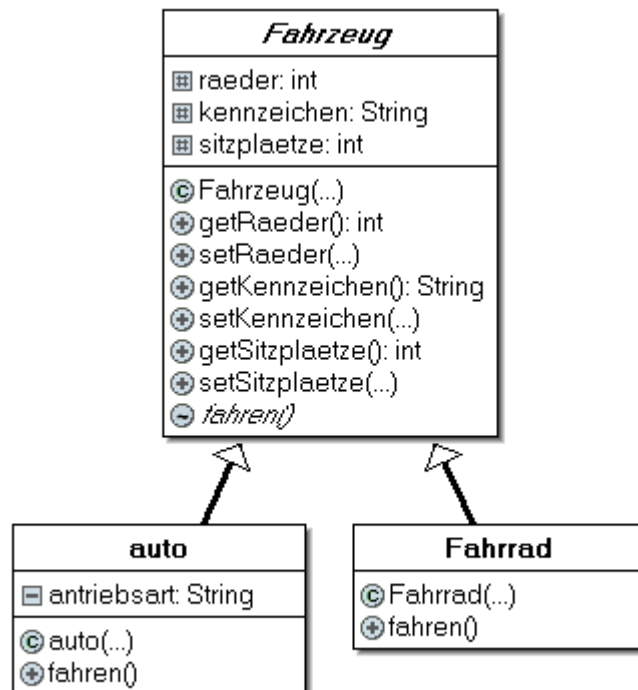 Fahrzeug
raeder: int
kennzeichen: String
sitzplaetze: int
Fahrzeug(...)
getRaeder(): int
setRaeder(...)
getKennzeichen(): String
setKennzeichen(...)
getSitzplaetze(): int
setSitzplaetze(...)
fahren()
auto
antriebsart: String
auto(...)
fahren()
Fahrrad
Fahrrad(...)
fahren()